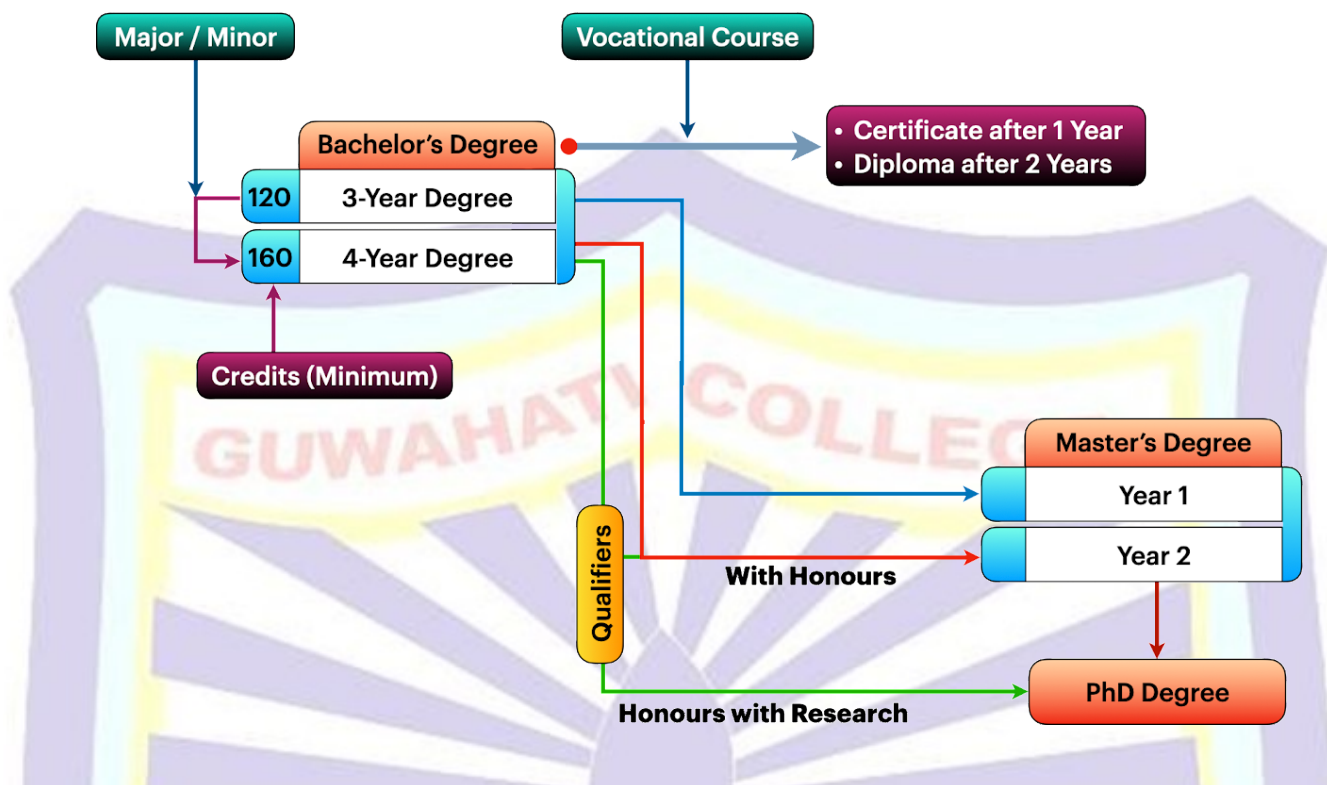 Major / Minor
Vocational Course
• Certificate after 1 Year
• Diploma after 2 Years
Bachelor's Degree
120
3-Year Degree
160
4-Year Degree
Credits (Minimum)
GUWAHATI COLLEG
Master's Degree
Year 1
Year 2
Qualifiers
With Honours
PhD Degree
Honours with Research